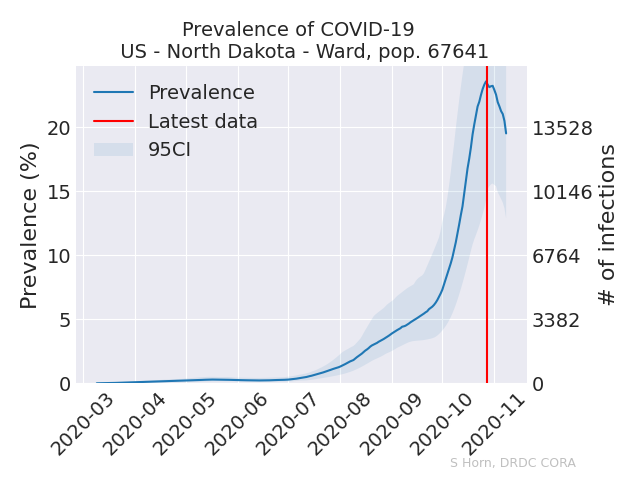 Prevalence of COVID-19
US - North Dakota - Ward, pop. 67641
Prevalence
Latest data
95CI
Prevalence (%)
20
15
10
5
0
13528
10146
6764
3382
0
# of infections
2020-03
2020-04
2020-05
2020-06
2020-07
2020-08
2020-09
2020-10
2020-11
S Horn, DRDC CORA